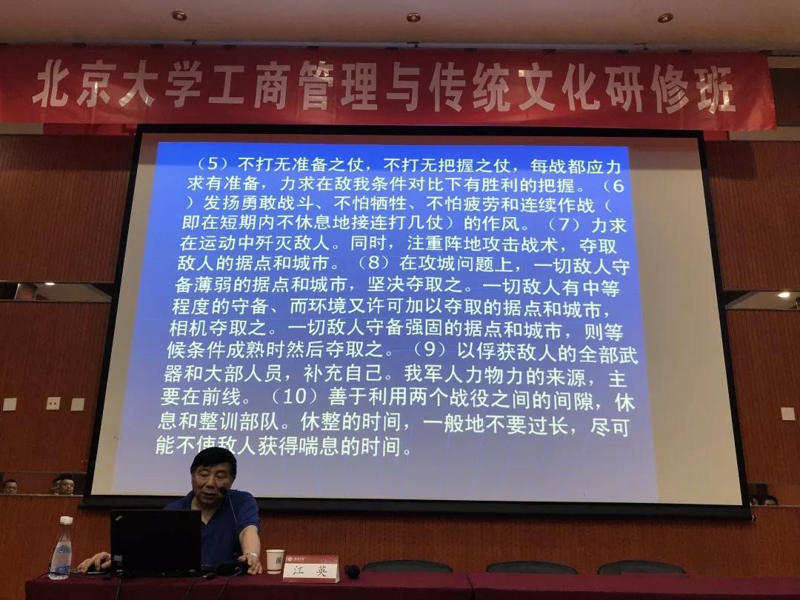 北京大学工商管理与传统文化研修班
（5）不打无准备之仗，不打无把握之仗，每战都应力
求有准备，力求在敌我条件对比下有胜利的把握。（6
）发扬勇敢战斗、不怕牺牲、不怕疲劳和连续作战（
即在短期内不休息地接连打几仗）的作风。（7）力求
在运动中歼灭敌人。同时，注重阵地攻击战术，夺取
敌人的据点和城市。（8）在攻城问题上，一切敌人守
备薄弱的据点和城市，坚决夺取之。一切敌人有中等
程度的守备、而环境又许可加以夺取的据点和城市，
相机夺取之。一切敌人守备强固的据点和城市，则等
候条件成熟时然后夺取之。（9）以俘获敌人的全部武
器和大部人员，补充自己。我军人力物力的来源，主
要在前线。（10）善于利用两个战役之间的间隙，休
息和整训部队。休整的时间，一般地不要过长，尽可
能不使敌人获得喘息的时间。
江 英